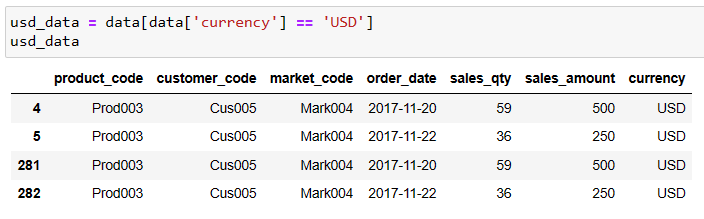 usd_data = data[data['currency'] == 'USD']
usd_data
product_code customer_code market_code order_date sales_qty sales_amount currency
4 Prod003 Cus005 Mark004 2017-11-20 59 500 USD
5 Prod003 Cus005 Mark004 2017-11-22 36 250 USD
281 Prod003 Cus005 Mark004 2017-11-20 59 500 USD
282 Prod003 Cus005 Mark004 2017-11-22 36 250 USD